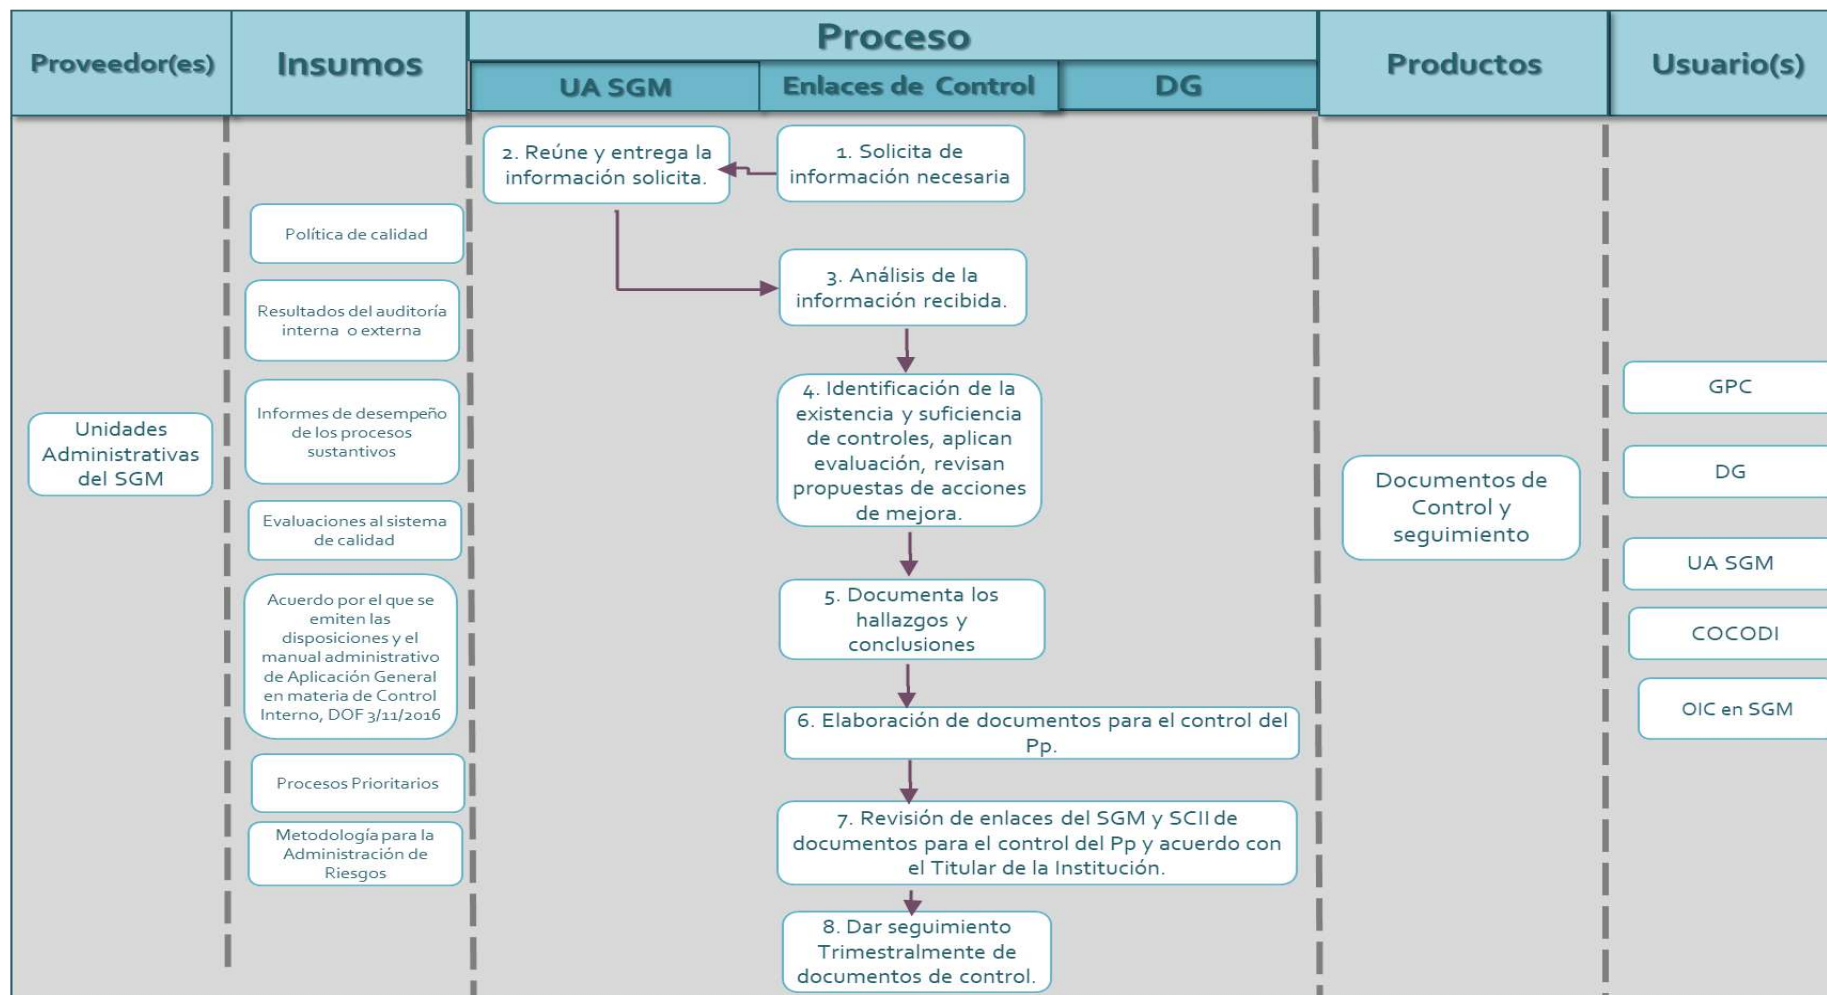 Proveedor(es)
Insumos
Proceso
UA SGM
Enlaces de Control
DG
Productos
Usuario(s)
Unidades
Administrativas
del SGM
Política de calidad
Resultados del auditoría
interna o externa
Informes de desempeño
de los procesos
sustantivos
Evaluaciones al sistema
de calidad
Acuerdo por el que se
emiten las
disposiciones y el
manual administrativo
de Aplicación General
en materia de Control
Interno, DOF 3/11/2016
Procesos Prioritarios
Metodología para la
Administración de
Riesgos
1. Solicita de
información necesaria
2. Reúne y entrega la
información solicita.
3. Análisis de la
información recibida.
4. Identificación de la
existencia y suficiencia
de controles, aplican
evaluación, revisan
propuestas de acciones
de mejora.
5. Documenta los
hallazgos y
conclusiones
6. Elaboración de documentos para el control del
Pp.
7. Revisión de enlaces del SGM y SCII de
documentos para el control del Pp y acuerdo con
el Titular de la Institución.
8. Dar seguimiento
Trimestralmente de
documentos de control.
Documentos de
Control y
seguimiento
GPC
DG
UA SGM
COCODI
OIC en SGM